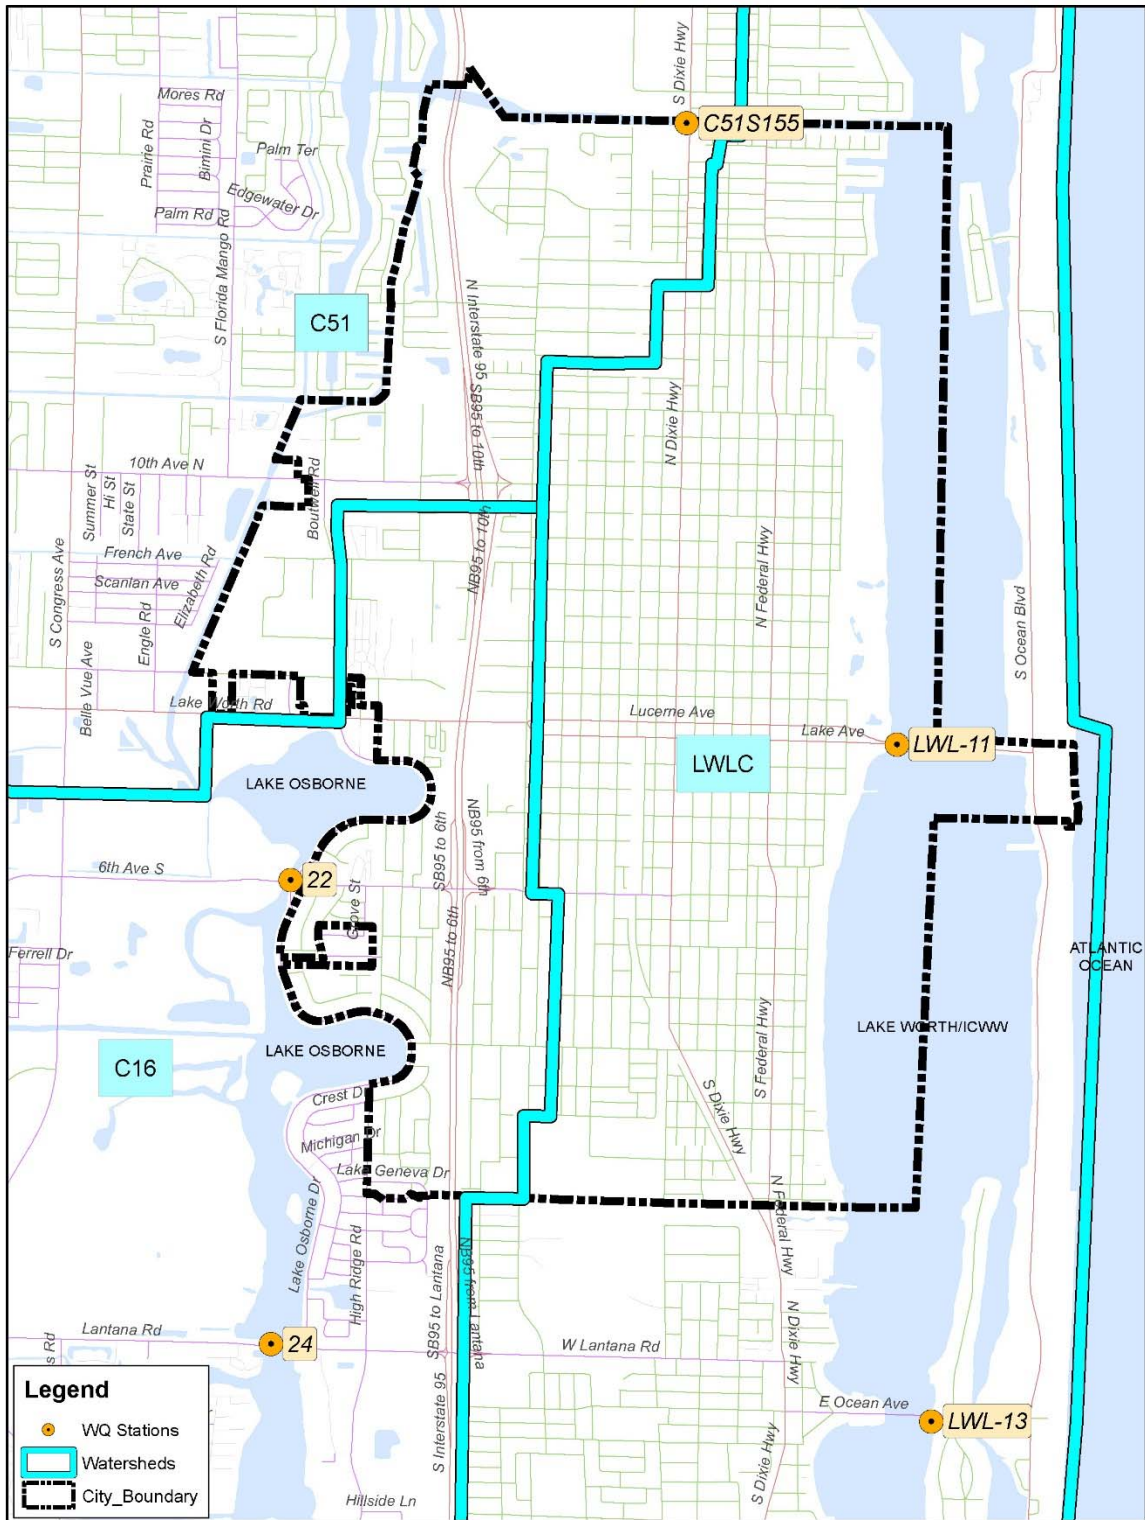 S Dixie Hwy
C51S155
Mores Rd
Prairie Rd
Bimini Dr
Palm Ter
Edgewater Dr
Palm Rd
S Florida Mango Rd
C51
N Interstate 95
SB95 to 10th
N Dixie Hwy
10th Ave N
Summer St
Hi St
State St
Boutwell Rd
NB95 to 10th
French Ave
Scanlan Ave
S Congress Ave
Engle Rd
Elizabeth Rd
N Federal Hwy
S Ocean Blvd
Belle Vue Ave
Lake Worth Rd
Lucerne Ave
Lake Ave
LWL-11
LWLC
LAKE OSBORNE
SB95 to 6th
NB95 from 6th
6th Ave S
22
Grove St
NB95 to 6th
Ferrell Dr
ATLANTIC
OCEAN
S Federal Hwy
LAKE WORTH/ICWW
LAKE OSBORNE
C16
Crest D
S Dixie Hwy
Michigan Dr
Lake Geneva Dr
Lake Osborne Dr
High Ridge Rd
N Federal Hwy
SB95 to Lantana
NB95 from Lantana
Lantana Rd
24
s Rd
W Lantana Rd
N Dixie Hwy
E Ocean Ave
LWL-13
S Interstate 95
S Dixie Hwy
Hillside Ln
Legend
WQ Stations
Watersheds
City_Boundary